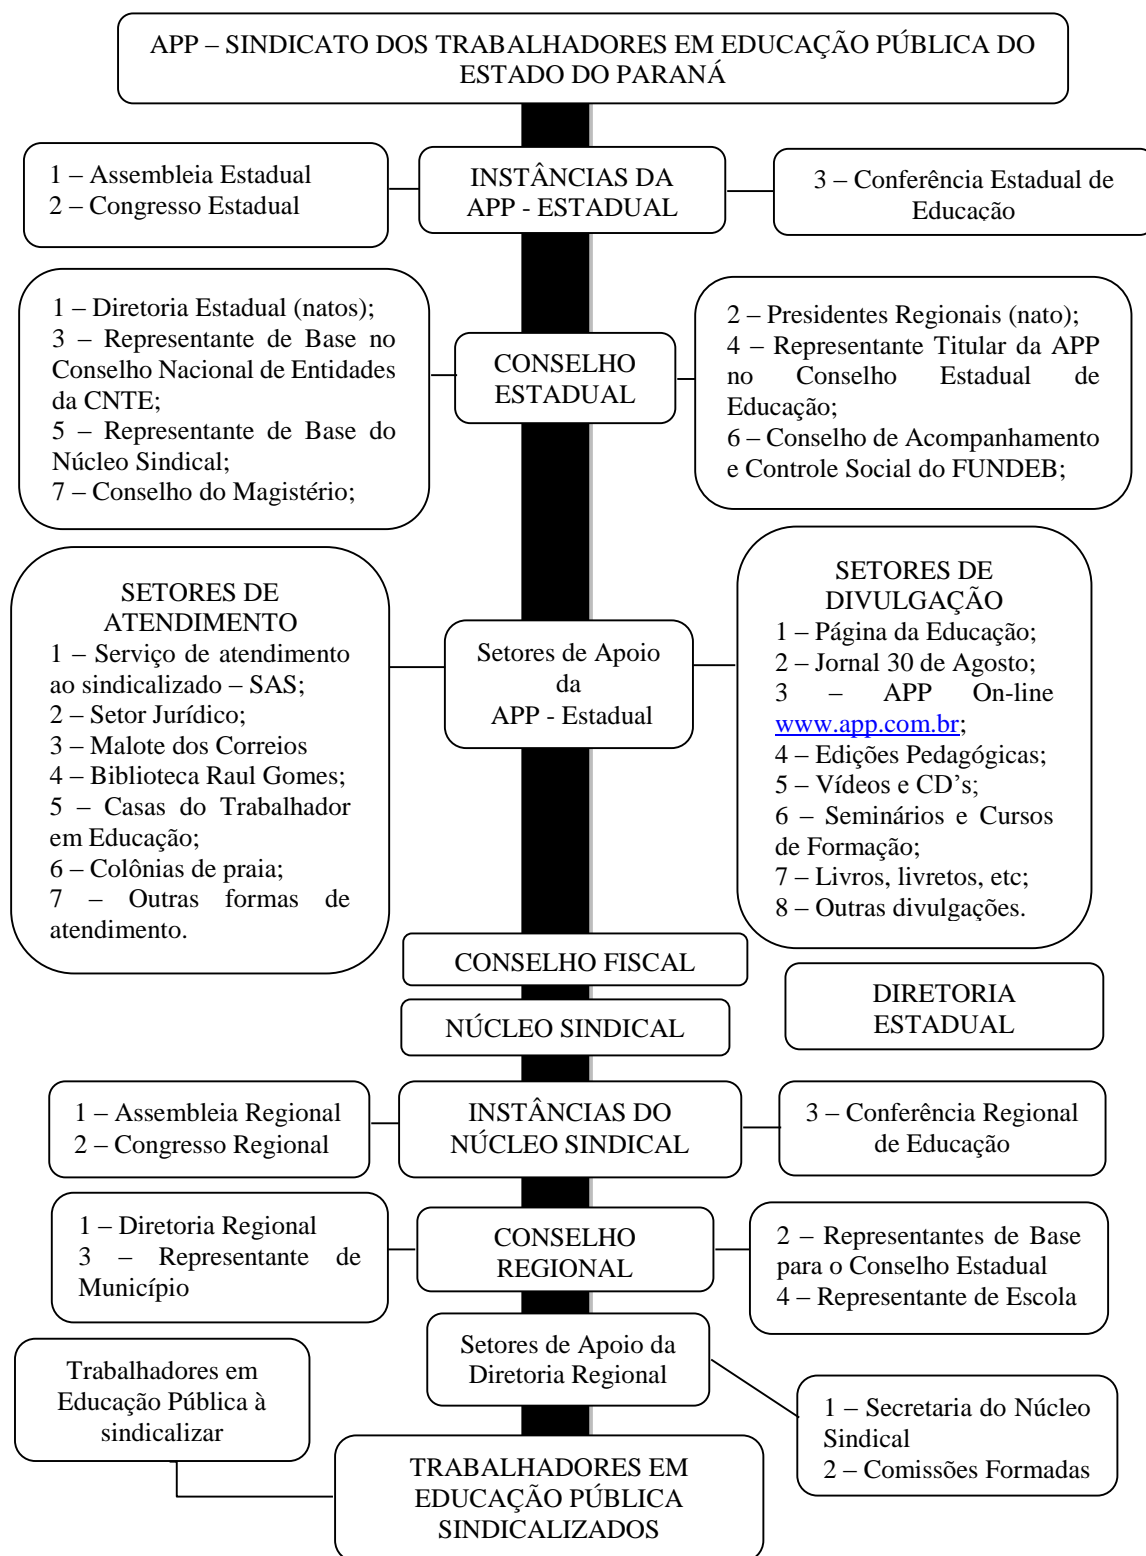 APP – SINDICATO DOS TRABALHADORES EM EDUCAÇÃO PÚBLICA DO
ESTADO DO PARANÁ
1 – Assembleia Estadual
2 – Congresso Estadual
INSTÂNCIAS DA
APP - ESTADUAL
3 – Conferência Estadual de
Educação
1 – Diretoria Estadual (natos);
3 – Representante de Base no
Conselho Nacional de Entidades
da CNTE;
5 – Representante de Base do
Núcleo Sindical;
7 – Conselho do Magistério;
CONSELHO
ESTADUAL
2 – Presidentes Regionais (nato);
4 – Representante Titular da APP
no Conselho Estadual de
Educação;
6 – Conselho de Acompanhamento
e Controle Social do FUNDEB;
SETORES DE
ATENDIMENTO
1 – Serviço de atendimento
ao sindicalizado – SAS;
2 – Setor Jurídico;
3 – Malote dos Correios
4 – Biblioteca Raul Gomes;
5 – Casas do Trabalhador
em Educação;
6 – Colônias de praia;
7 – Outras formas de
atendimento.
Setores de Apoio
da
APP - Estadual
SETORES DE
DIVULGAÇÃO
1 – Página da Educação;
2 – Jornal 30 de Agosto;
3 – APP On-line
www.app.com.br;
4 – Edições Pedagógicas;
5 – Vídeos e CD’s;
6 – Seminários e Cursos
de Formação;
7 – Livros, livretos, etc;
8 – Outras divulgações.
CONSELHO FISCAL
DIRETORIA
ESTADUAL
NÚCLEO SINDICAL
1 – Assembleia Regional
2 – Congresso Regional
INSTÂNCIAS DO
NÚCLEO SINDICAL
3 – Conferência Regional
de Educação
1 – Diretoria Regional
3 – Representante de
Município
CONSELHO
REGIONAL
2 – Representantes de Base
para o Conselho Estadual
4 – Representante de Escola
Setores de Apoio da
Diretoria Regional
Trabalhadores em
Educação Pública à
sindicalizar
1 – Secretaria do Núcleo
Sindical
2 – Comissões Formadas
TRABALHADORES EM
EDUCAÇÃO PÚBLICA
SINDICALIZADOS